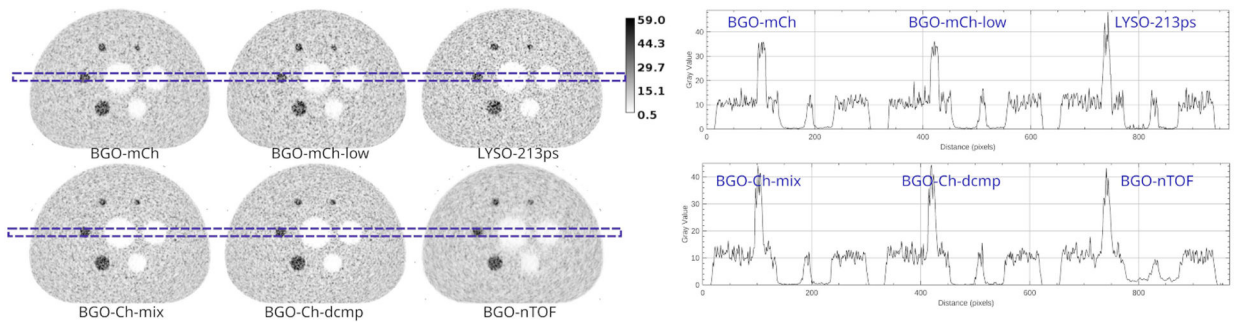 BGO-mCh
BGO-mCh-low
LYSO-213ps
59.0
44.3
29.7
15.1
0.5
BGO-Ch-mix
BGO-Ch-dcmp
BGO-nTOF
BGO-mCh
BGO-mCh-low
LYSO-213ps
Gray Value
40
30
20
10
0
0
200
400
600
800
Distance (pixels)
BGO-Ch-mix
BGO-Ch-dcmp
BGO-nTOF
Gray Value
40
30
20
10
0
0
200
400
600
800
Distance (pixels)